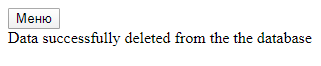 Меню
Data successfully deleted from the the database